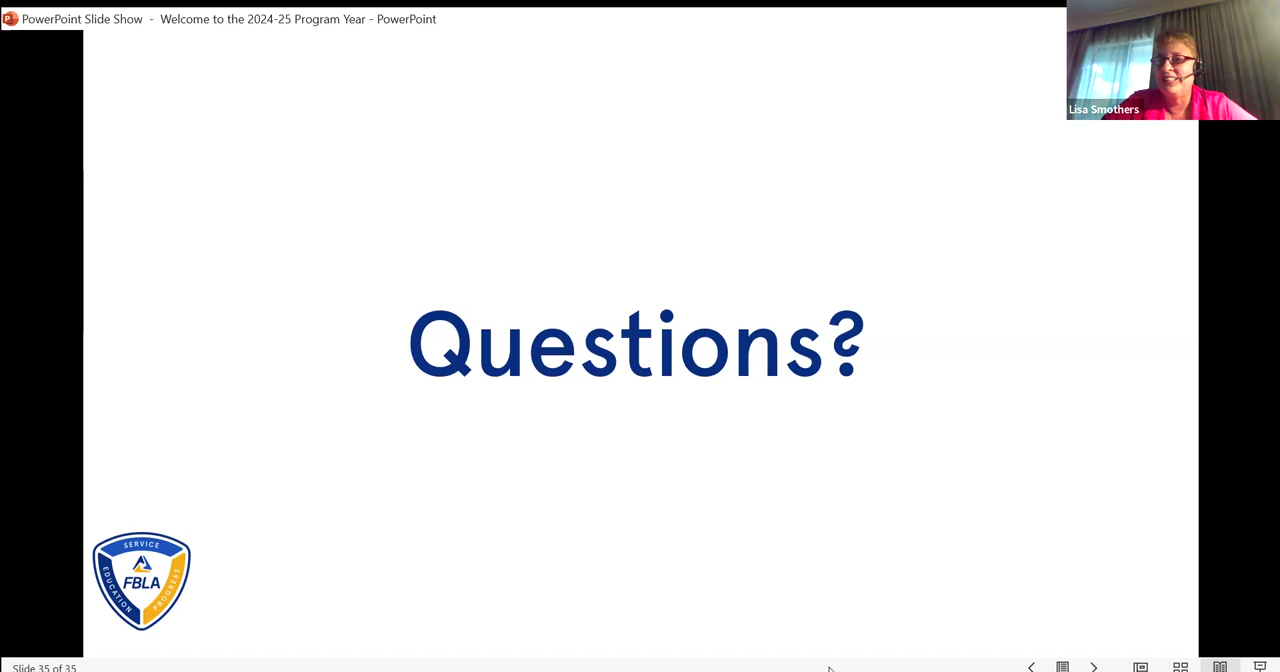 PowerPoint Slide Show - Welcome to the 2024-25 Program Year - PowerPoint
Lisa Smothers
Questions?
SERVICE
EDUCATION
FBLA
PROGRESS
Slide 35 of 35